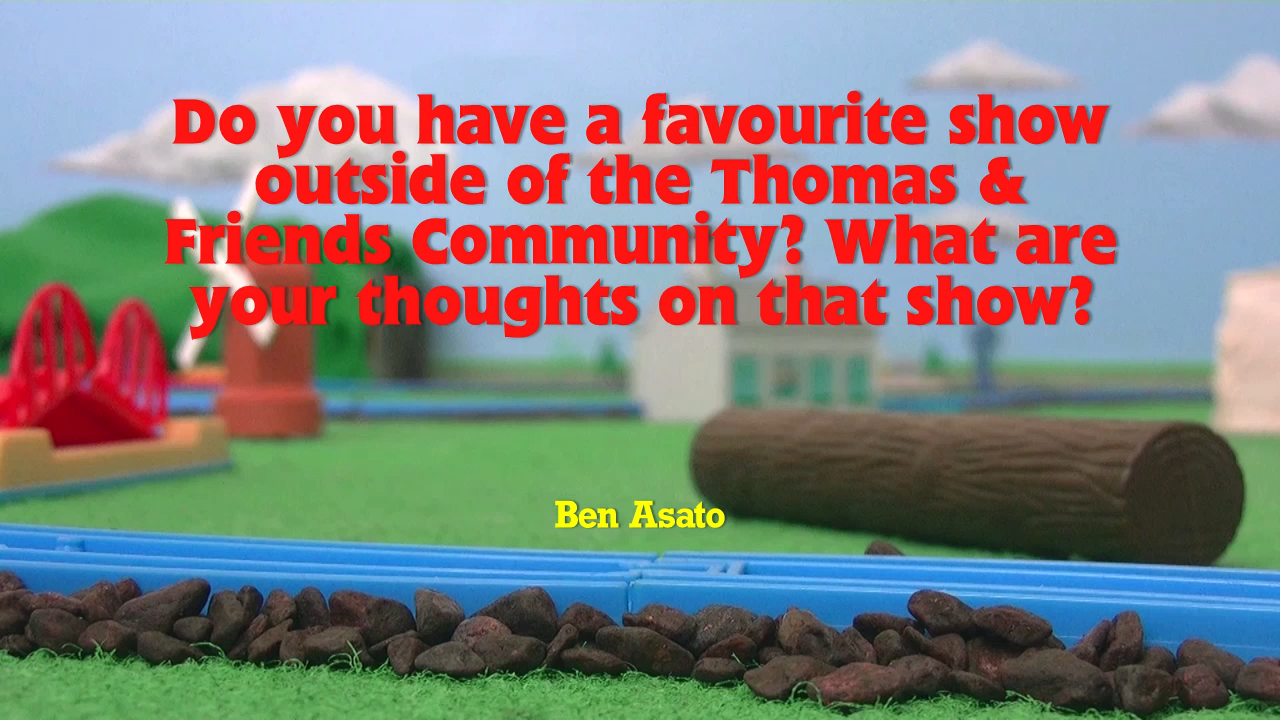 Do you have a favourite show
outside of the Thomas &
Friends Community? What are
your thoughts on that show?
Ben Asato